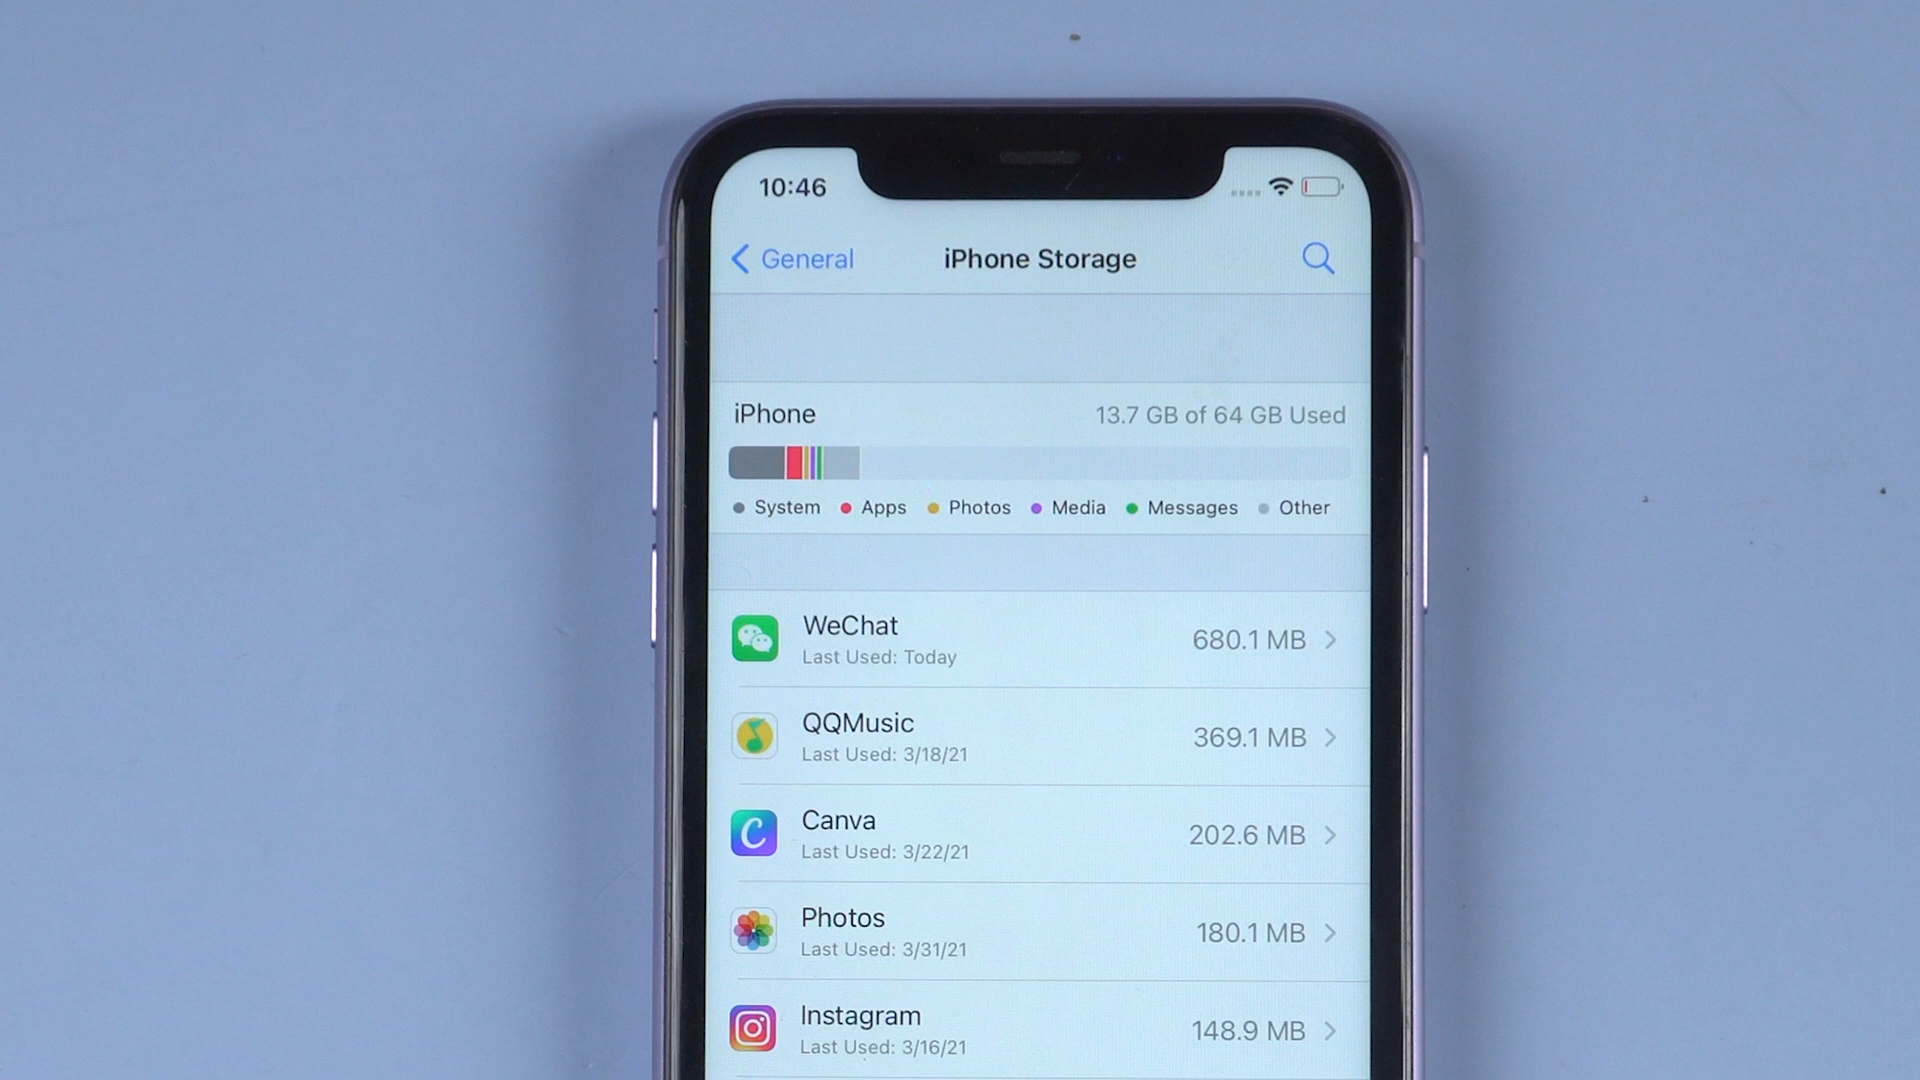 10:46
General
iPhone Storage
iPhone
13.7 GB of 64 GB Used
System Apps Photos Media Messages Other
WeChat
Last Used: Today
680.1 MB
QQMusic
Last Used: 3/18/21
369.1 MB
Canva
Last Used: 3/22/21
202.6 MB
Photos
Last Used: 3/31/21
180.1 MB
Instagram
Last Used: 3/16/21
148.9 MB